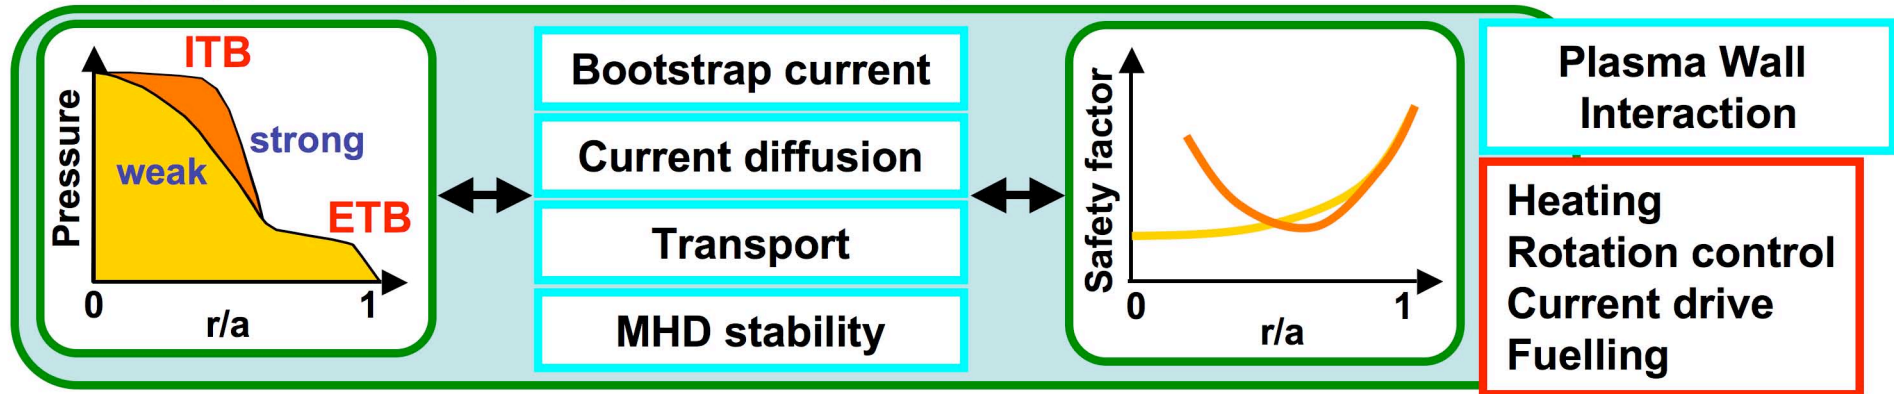 ITB
Pressure
weak
strong
ETB
0
1
r/a
Bootstrap current
Current diffusion
Transport
MHD stability
Safety factor
0
1
r/a
Plasma Wall
Interaction
Heating
Rotation control
Current drive
Fuelling